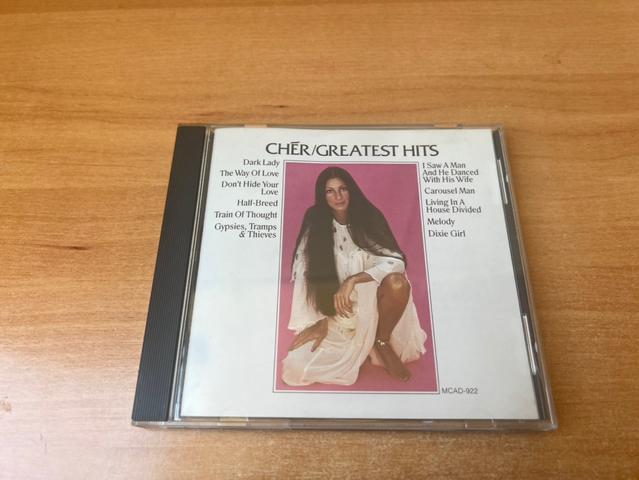 CHÉR/GREATEST HITS
Dark Lady
The Way Of Love
Don't Hide Your
Love
Half-Breed
Train Of Thought
Gypsies, Tramps
& Thieves
I Saw A Man
And He Danced
With His Wife
Carousel Man
Living In A
House Divided
Melody
Dixie Girl
MCAD-922